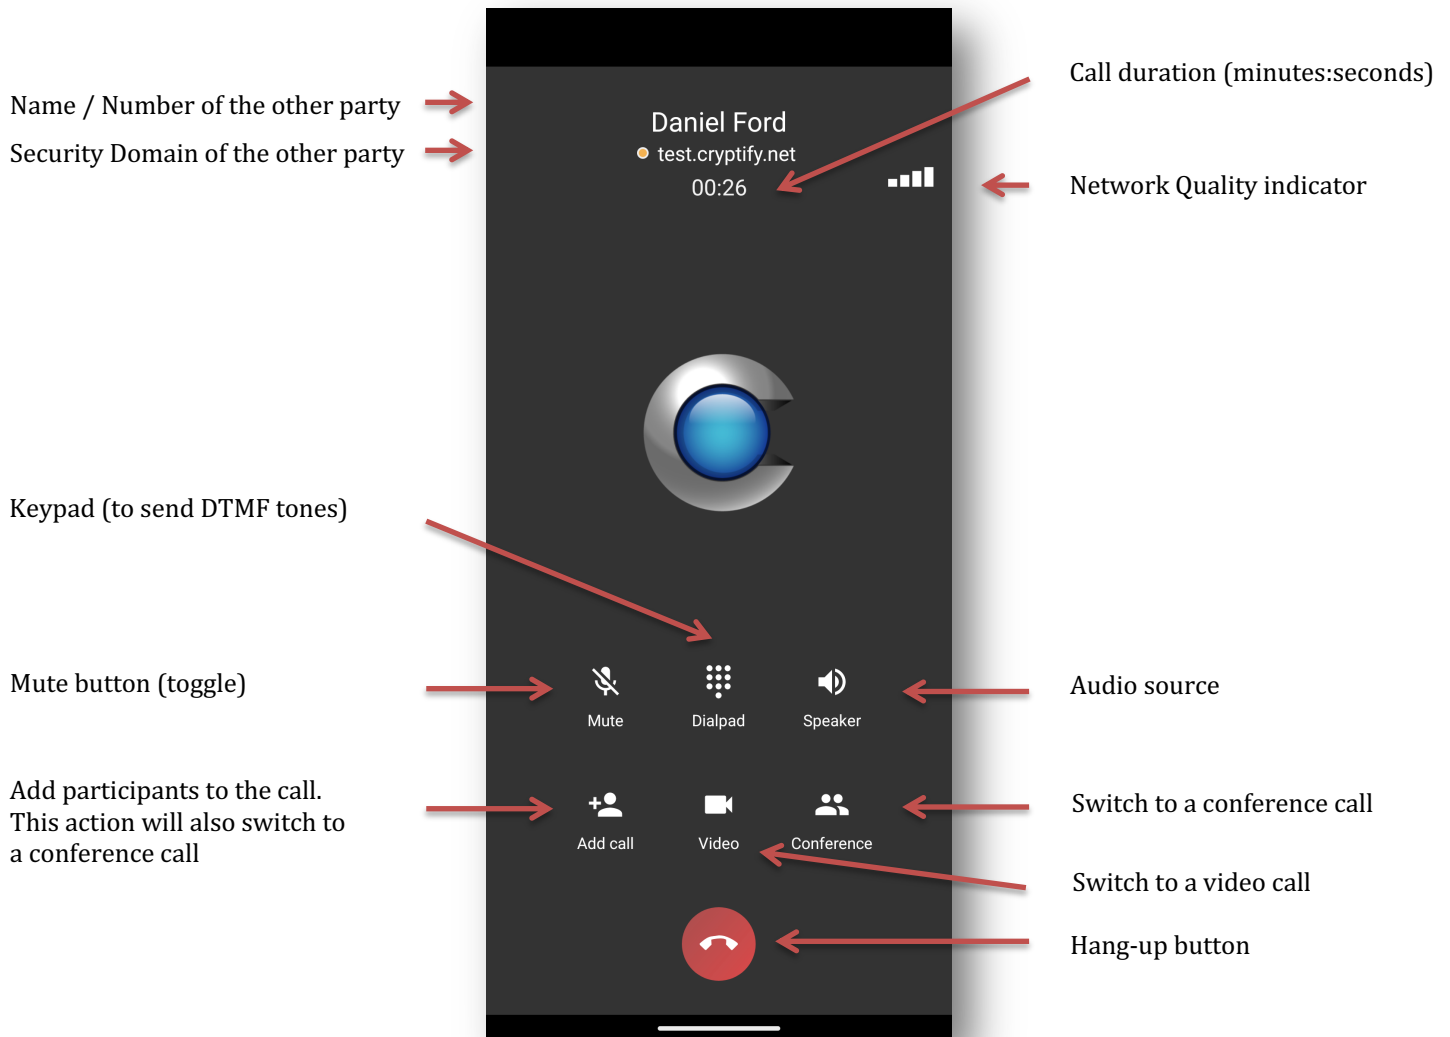 Call duration (minutes:seconds)
Name / Number of the other party
Daniel Ford
Security Domain of the other party
test.cryptify.net
00:26
Network Quality indicator
Keypad (to send DTMF tones)
Mute button (toggle)
Audio source
Mute
Dialpad
Speaker
Add participants to the call.
This action will also switch to
a conference call
Switch to a conference call
Add call
Video
Conference
Switch to a video call
Hang-up button